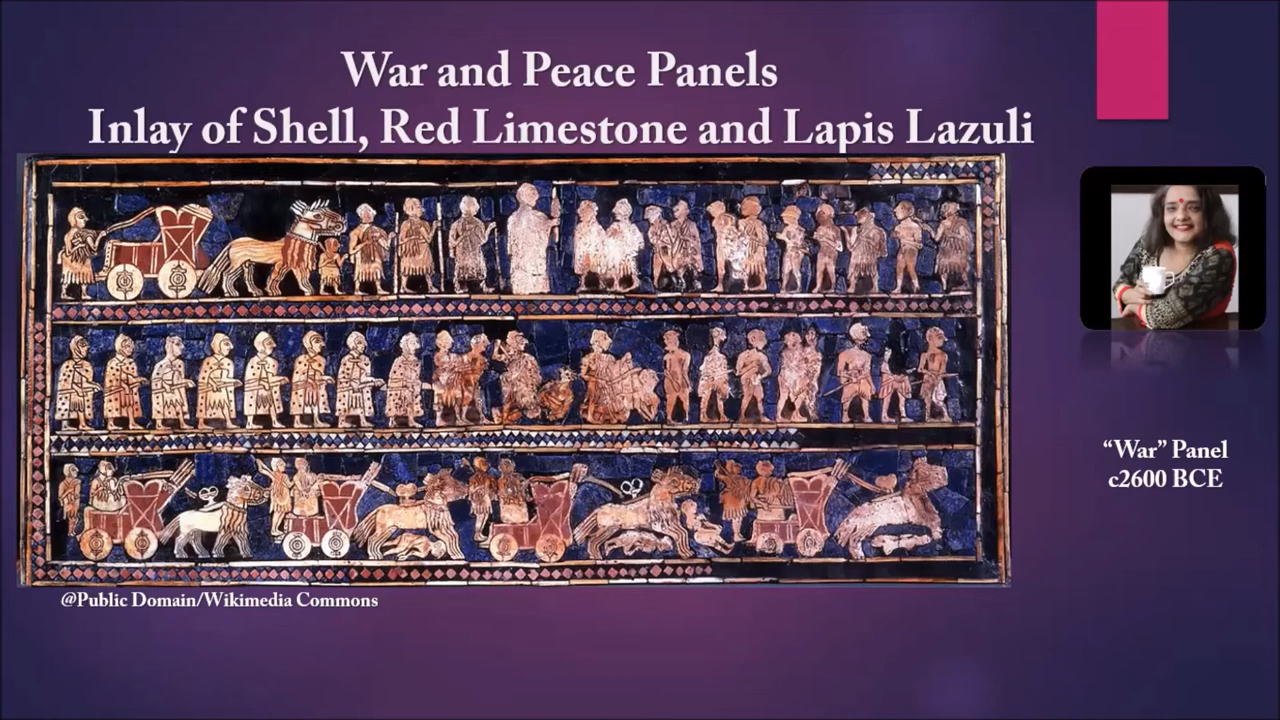 War and Peace Panels
Inlay of Shell, Red Limestone and Lapis Lazuli
“War” Panel
c2600 BCE
@Public Domain/Wikimedia Commons